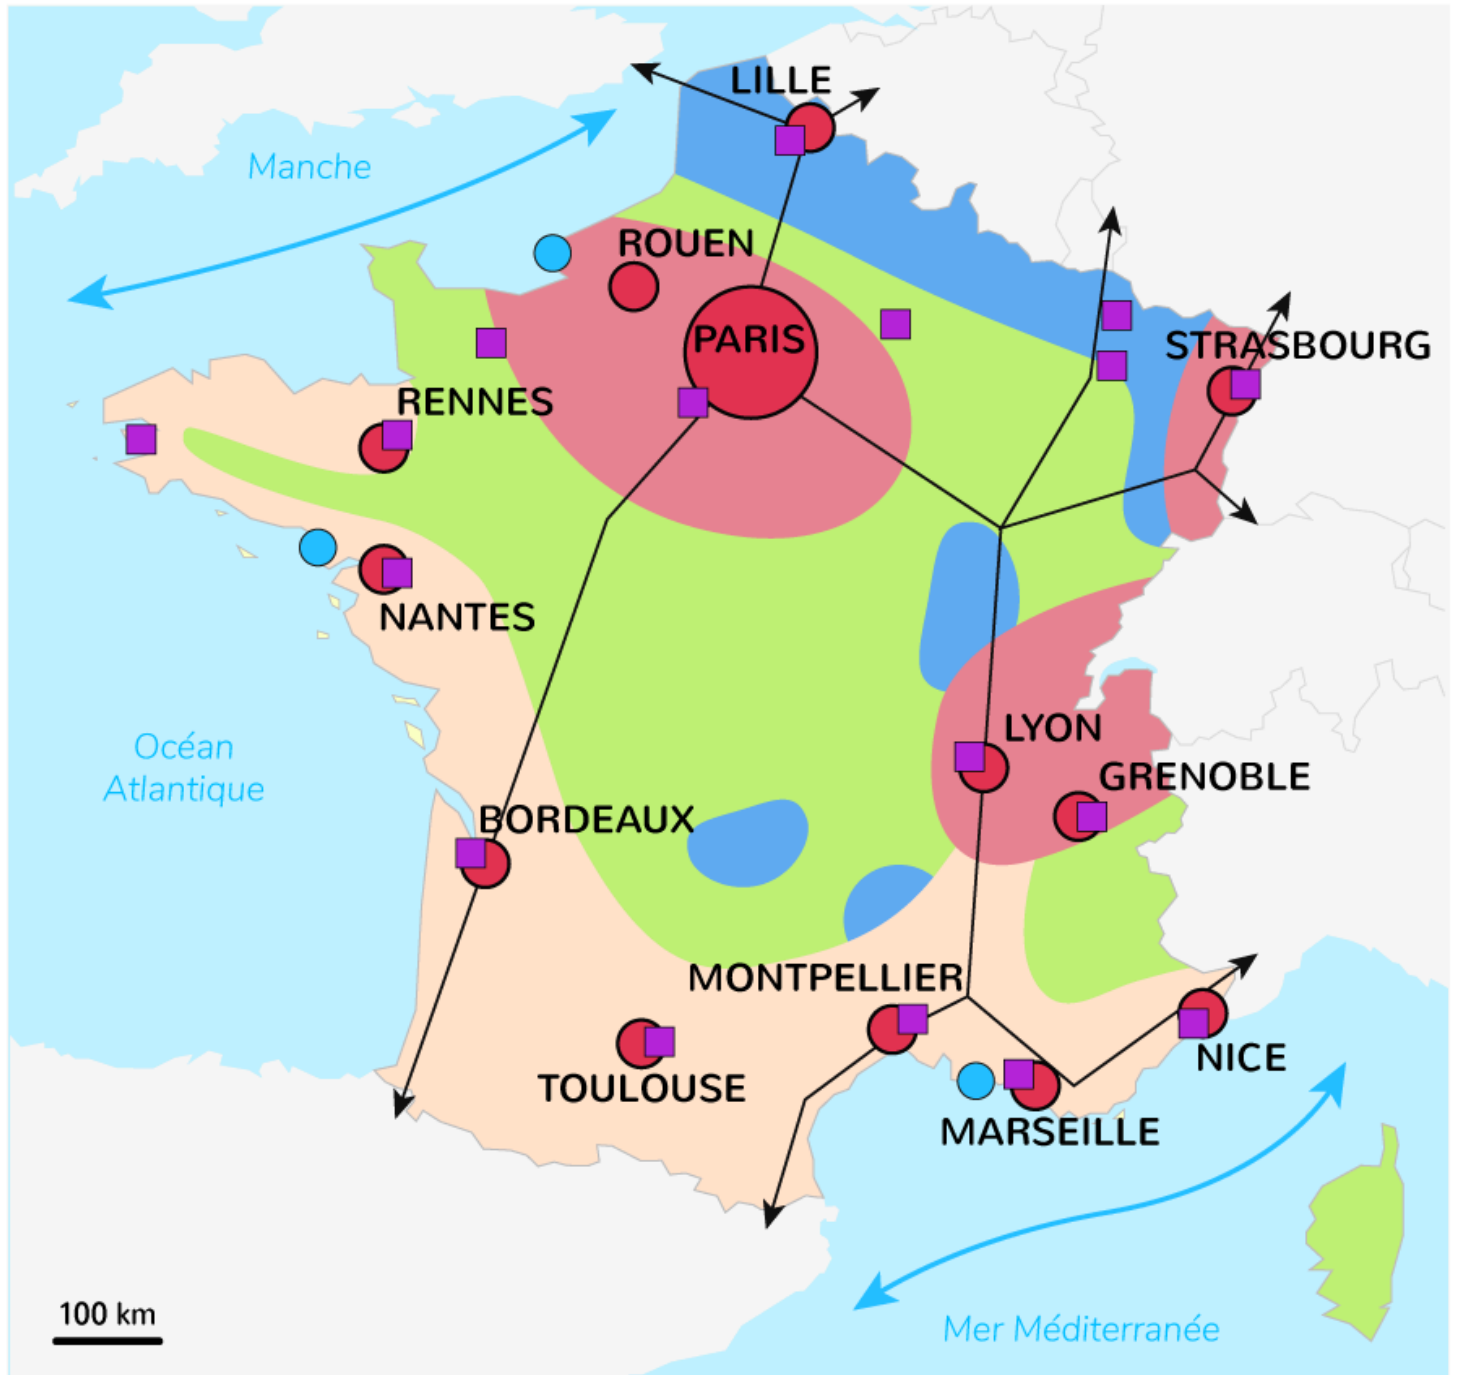 LILLE
Manche
ROUEN
PARIS
STRASBOURG
RENNES
NANTES
Océan
Atlantique
LYON
GRENOBLE
BORDEAUX
MONTPELLIER
NICE
TOULOUSE
MARSEILLE
100 km
Mer Méditerranée